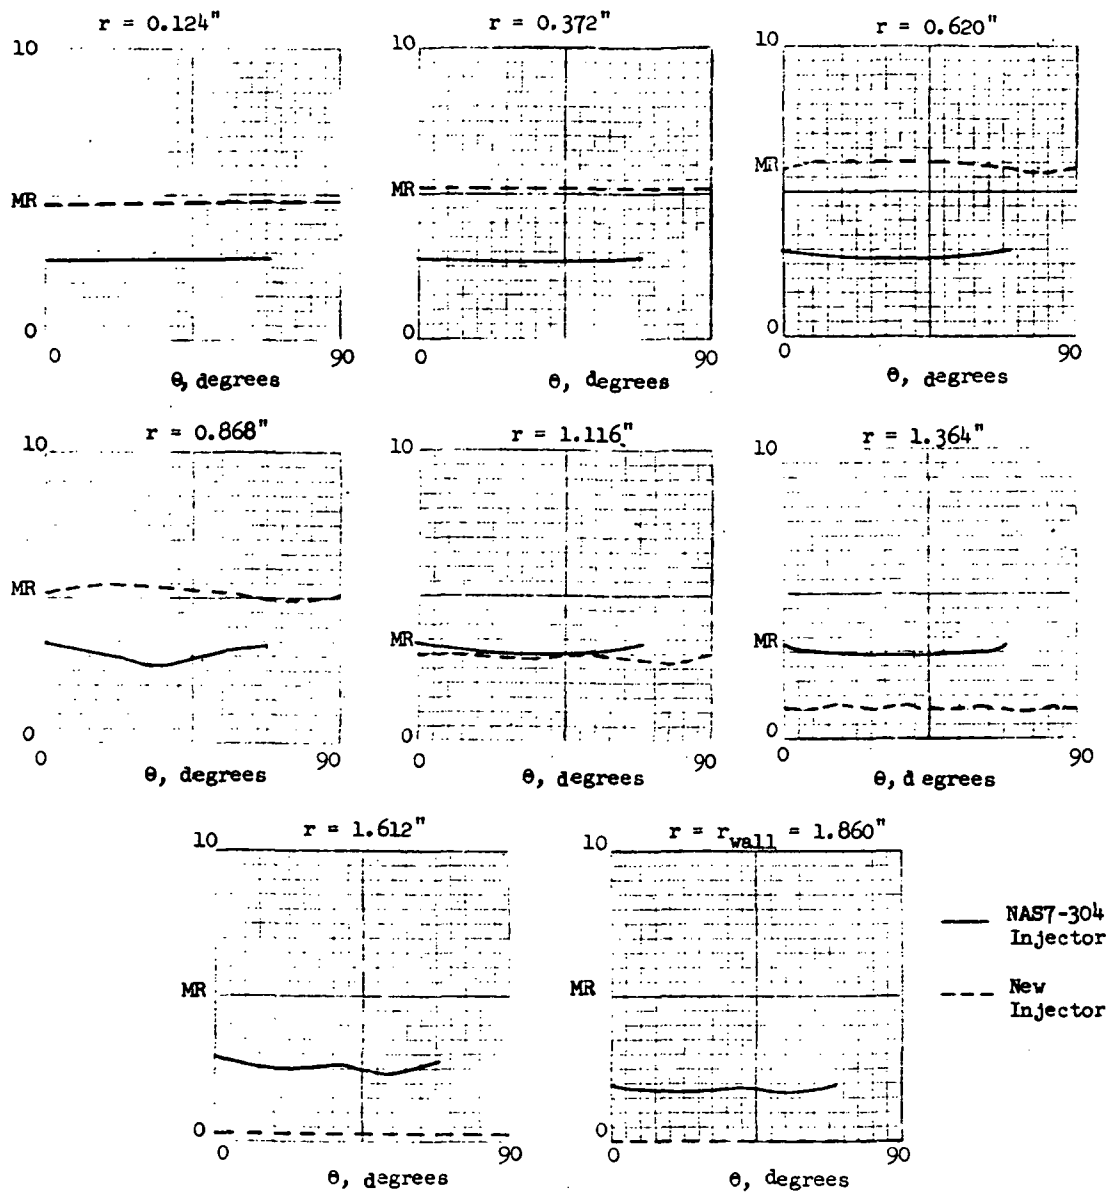 r = 0.124"
10
MR
0
0
90
θ, degrees
r = 0.372"
10
MR
0
0
90
θ, degrees
r = 0.620"
10
MR
0
0
90
θ, degrees
r = 0.868"
10
MR
0
0
90
θ, degrees
r = 1.116"
10
MR
0
0
90
θ, degrees
r = 1.364"
10
MR
0
0
90
θ, degrees
r = 1.612"
10
MR
0
0
90
θ, degrees
r = r wall = 1.860"
10
MR
0
0
90
θ, degrees
NAS7-304
Injector
New
Injector